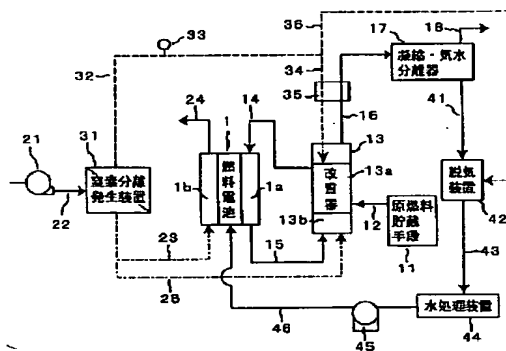 36
33
17
18
凝縮・気水
分離器
32
34
35
16
41
24
14
13
21
31
1
窒素分離
発生装置
1b
燃料電池
1a
改質器
13a
13b
脱気
装置
42
22
12
原燃料
貯蔵
手段
11
23
15
28
43
46
45
水処理装置
44